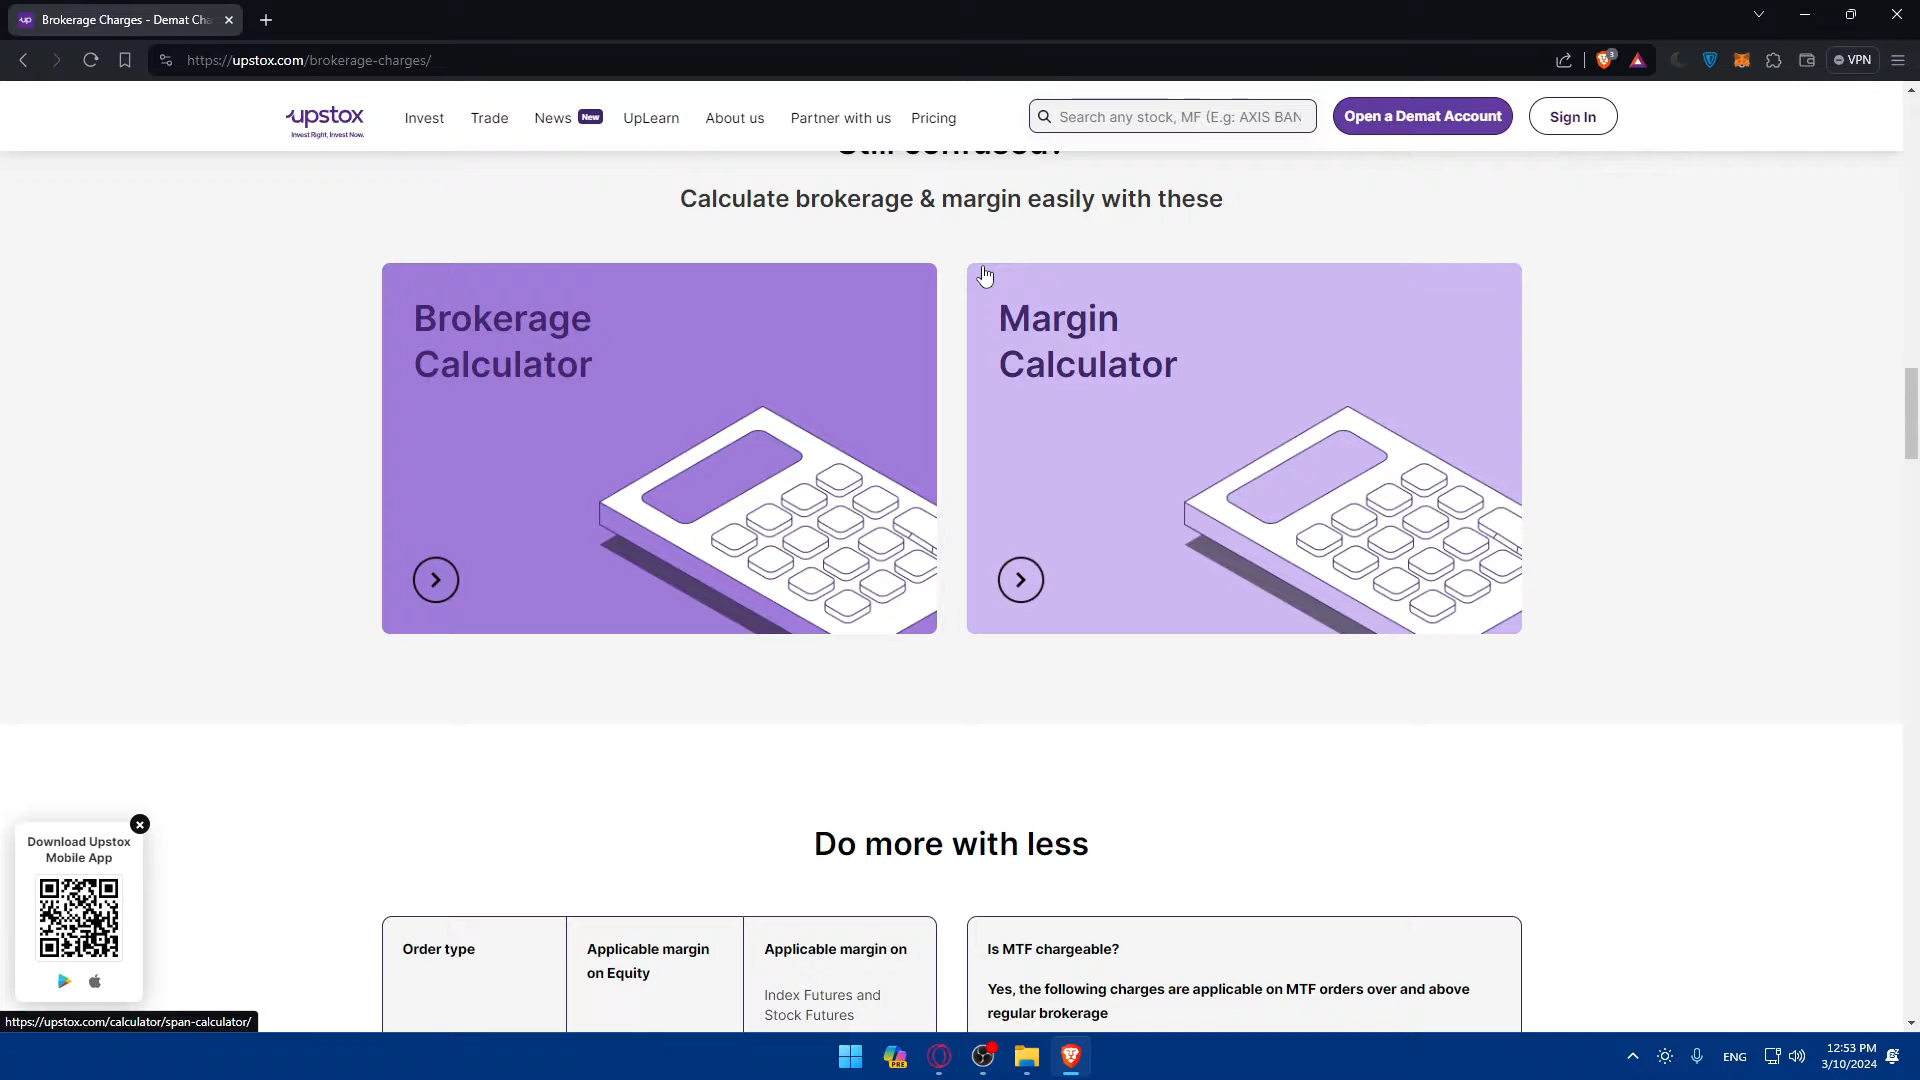 Brokerage Charges - Demat Cha
https://upstox.com/brokerage-charges/
3
VPN
upstox
Invest Right, Invest Now.
Invest
Trade
News New
UpLearn
About us
Partner with us
Pricing
Search any stock, MF (E.g: AXIS BAN
Open a Demat Account
Sign In
Still confused?
Calculate brokerage & margin easily with these
Brokerage
Calculator
Margin
Calculator
Do more with less
Order type
Applicable margin
on Equity
Applicable margin on
Index Futures and
Stock Futures
Is MTF chargeable?
Yes, the following charges are applicable on MTF orders over and above
regular brokerage
Download Upstox
Mobile App
https://upstox.com/calculator/span-calculator/
PRE
ENG
12:53 PM
3/10/2024